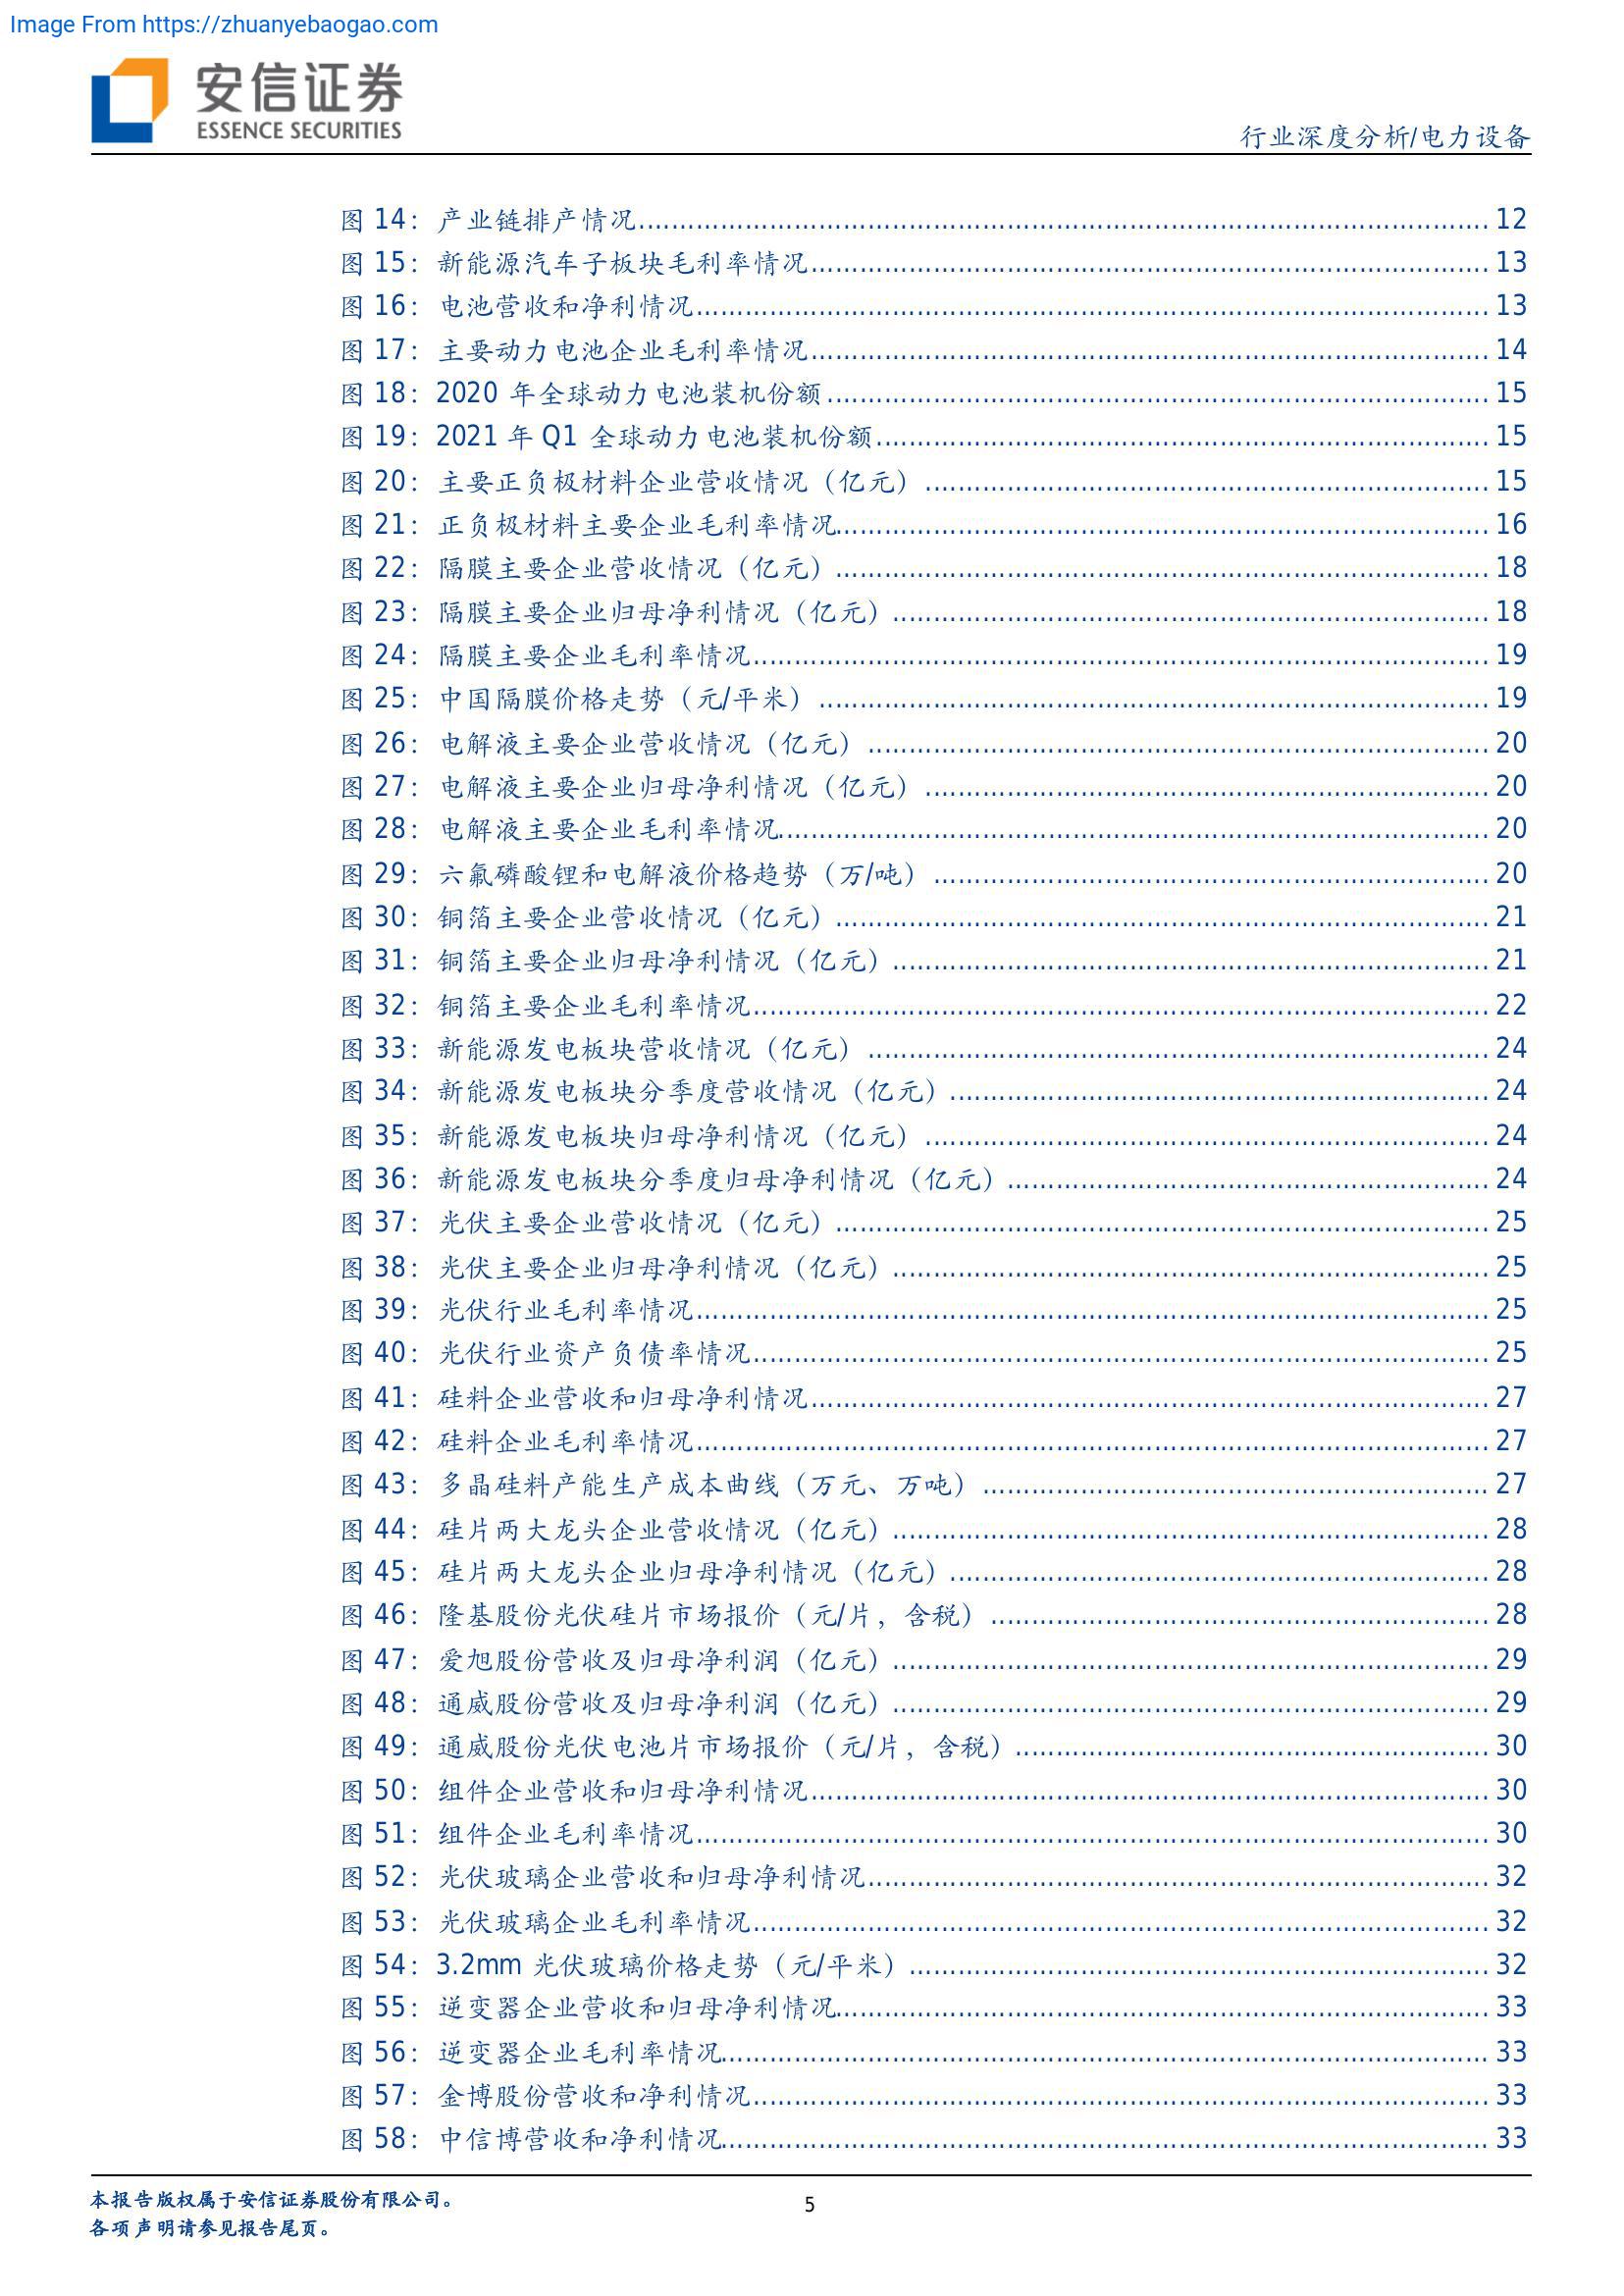 Image From https://zhuanyebaogao.com
安信证券
ESSENCE SECURITIES
行业深度分析/电力设备
图 14：产业链排产情况 12
图 15：新能源汽车子板块毛利率情况 13
图 16：电池营收和净利情况 13
图 17：主要动力电池企业毛利率情况 14
图 18：2020 年全球动力电池装机份额 15
图 19：2021 年 Q1 全球动力电池装机份额 15
图 20：主要正负极材料企业营收情况（亿元） 15
图 21：正负极材料主要企业毛利率情况 16
图 22：隔膜主要企业营收情况（亿元） 18
图 23：隔膜主要企业归母净利情况（亿元） 18
图 24：隔膜主要企业毛利率情况 19
图 25：中国隔膜价格走势（元/平米） 19
图 26：电解液主要企业营收情况（亿元） 20
图 27：电解液主要企业归母净利情况（亿元） 20
图 28：电解液主要企业毛利率情况 20
图 29：六氟磷酸锂和电解液价格趋势（万/吨） 20
图 30：铜箔主要企业营收情况（亿元） 21
图 31：铜箔主要企业归母净利情况（亿元） 21
图 32：铜箔主要企业毛利率情况 22
图 33：新能源发电板块营收情况（亿元） 24
图 34：新能源发电板块分季度营收情况（亿元） 24
图 35：新能源发电板块归母净利情况（亿元） 24
图 36：新能源发电板块分季度归母净利情况（亿元） 24
图 37：光伏主要企业营收情况（亿元） 25
图 38：光伏主要企业归母净利情况（亿元） 25
图 39：光伏行业毛利率情况 25
图 40：光伏行业资产负债率情况 25
图 41：硅料企业营收和归母净利情况 27
图 42：硅料企业毛利率情况 27
图 43：多晶硅料产能生产成本曲线（万元、万吨） 27
图 44：硅片两大龙头企业营收情况（亿元） 28
图 45：硅片两大龙头企业归母净利情况（亿元） 28
图 46：隆基股份光伏硅片市场报价（元/片，含税） 28
图 47：爱旭股份营收及归母净利润（亿元） 29
图 48：通威股份营收及归母净利润（亿元） 29
图 49：通威股份光伏电池片市场报价（元/片，含税） 30
图 50：组件企业营收和归母净利情况 30
图 51：组件企业毛利率情况 30
图 52：光伏玻璃企业营收和归母净利情况 32
图 53：光伏玻璃企业毛利率情况 32
图 54：3.2mm 光伏玻璃价格走势（元/平米） 32
图 55：逆变器企业营收和归母净利情况 33
图 56：逆变器企业毛利率情况 33
图 57：金博股份营收和净利情况 33
图 58：中信博营收和净利情况 33
本报告版权属于安信证券股份有限公司。
各项声明请参见报告尾页。
5